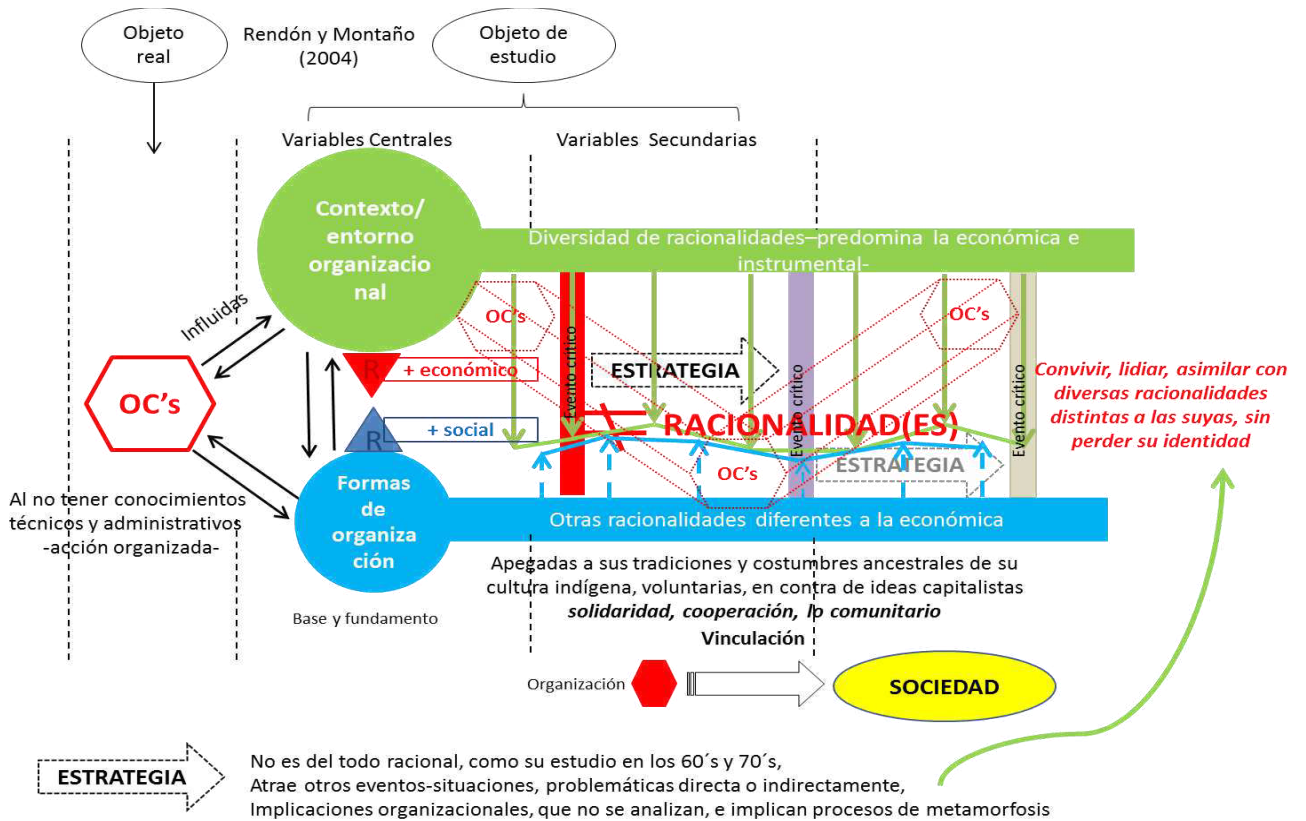 Objeto
real
Rendón y Montaño
(2004)
Objeto de
estudio
Variables Centrales
Variables Secundarias
Contexto/
entorno
organizacio
nal
Diversidad de racionalidades–predomina la económica e
instrumental-
Influidas
OC's
OC's
OC's
R
+ económico
Evento crítico
ESTRATEGIA
Evento crítico
Evento crítico
Convivir, lidiar, asimilar con
diversas racionalidades
distintas a las suyas, sin
perder su identidad
R
+ social
RACIONALIDAD(ES)
OC's
ESTRATEGIA
Al no tener conocimientos
técnicos y administrativos
-acción organizada-
Formas
de
organiza
ción
Otras racionalidades diferentes a la económica
Base y fundamento
Apegadas a sus tradiciones y costumbres ancestrales de su
cultura indígena, voluntarias, en contra de ideas capitalistas
solidaridad, cooperación, lo comunitario
Vinculación
Organización
SOCIEDAD
ESTRATEGIA
No es del todo racional, como su estudio en los 60´s y 70´s,
Atrae otros eventos-situaciones, problemáticas directa o indirectamente,
Implicaciones organizacionales, que no se analizan, e implican procesos de metamorfosis